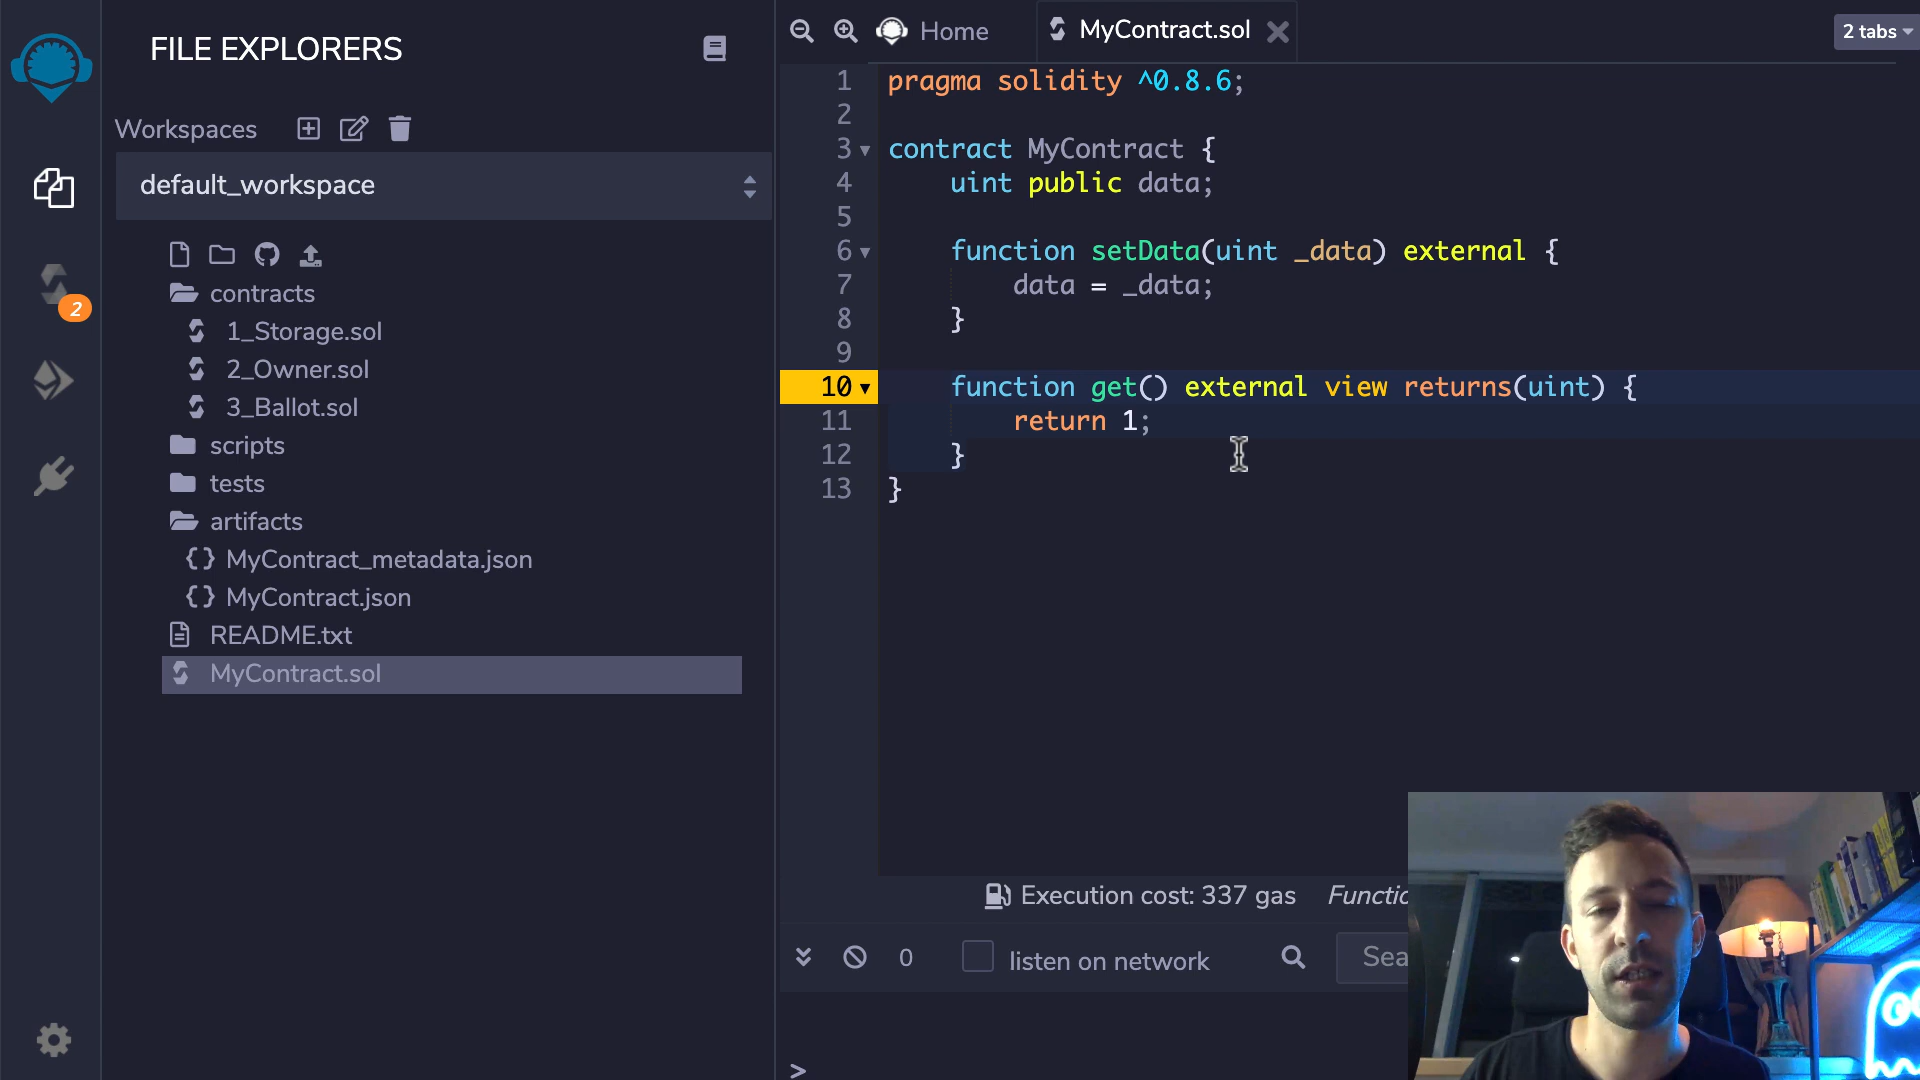 FILE EXPLORERS
Workspaces
default_workspace
contracts
1_Storage.sol
2_Owner.sol
3_Ballot.sol
scripts
tests
artifacts
MyContract_metadata.json
MyContract.json
README.txt
MyContract.sol
2
Home
MyContract.sol
2 tabs
1 pragma solidity ^0.8.6;
2
3 contract MyContract {
4 uint public data;
5
6 function setData(uint _data) external {
7 data = _data;
8 }
9
10 function get() external view returns(uint) {
11 return 1;
12 }
13 }
Execution cost: 337 gas Functio
0 listen on network Sea
>